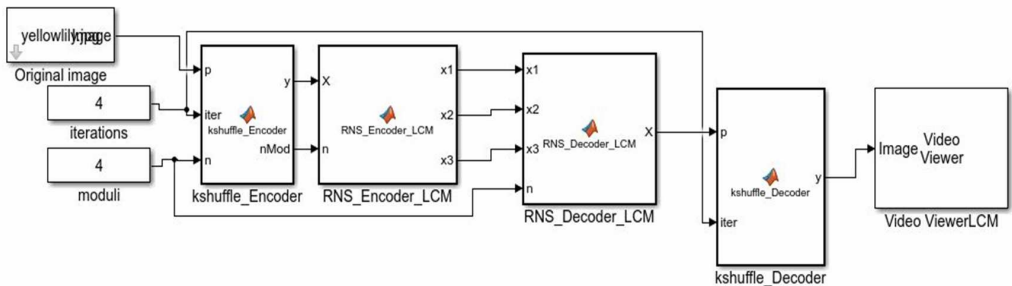 yellowlily.jpg Image
Original image
4
iterations
4
moduli
p
iter
n
y
nMod
kshuffle_Encoder
kshuffle_Encoder
X
n
x1
x2
x3
RNS_Encoder_LCM
RNS_Encoder_LCM
x1
x2
x3
n
X
RNS_Decoder_LCM
RNS_Decoder_LCM
p
iter
y
kshuffle_Decoder
kshuffle_Decoder
Image
Video
Viewer
Video ViewerLCM